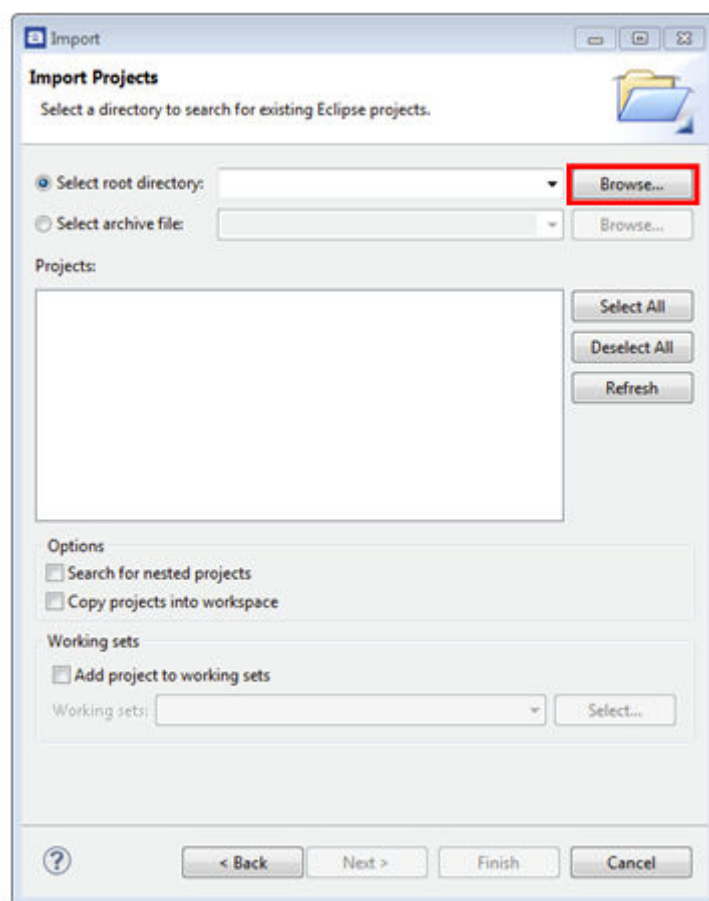 Import
Import Projects
Select a directory to search for existing Eclipse projects.
Select root directory: Browse...
Select archive file: Browse...
Projects:
Select All
Deselect All
Refresh
Options
Search for nested projects
Copy projects into workspace
Working sets
Add project to working sets
Working sets: Select...
? < Back Next > Finish Cancel